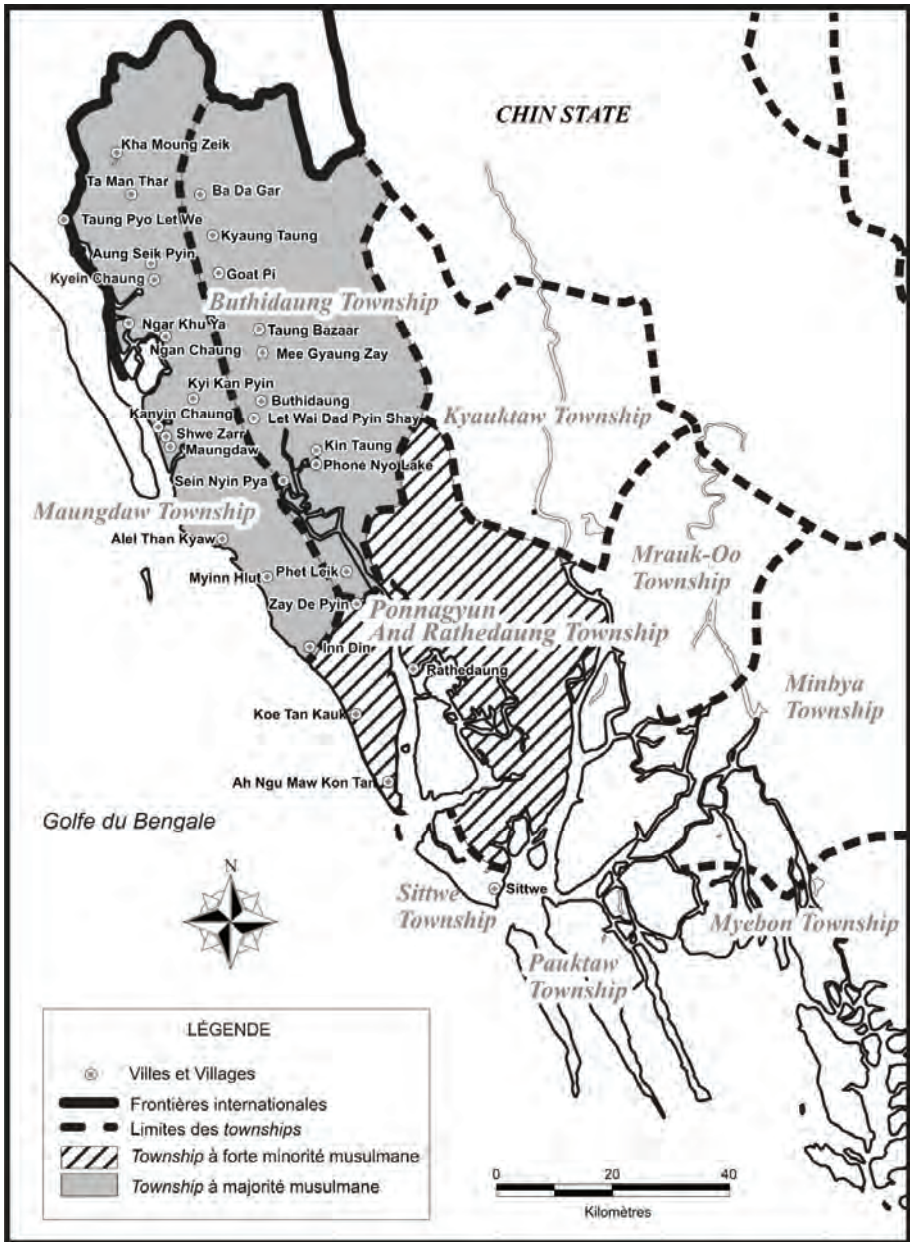 CHIN STATE
Kha Moung Zeik
Ta Man Thar
Ba Da Gar
Taung Pyo Let We
Kyaung Taung
Aung Seik Pyin
Goat Pi
Kyein Chaung
Buthidaung Township
Ngar Khu Ya
Taung Bazaar
Ngan Chaung
Mee Gyaung Zay
Kyi Kan Pyin
Buthidaung
Kanyin Chaung
Let Wai Dad Pyin Shay
Kyauktaw Township
Shwe Zarr
Maungdaw
Kin Taung
Phone Nyo Lake
Sein Nyin Pya
Maungdaw Township
Alel Than Kyaw
Mrauk-Oo
Township
Myinn Hlut
Phet Leik
Zay De Pyin
Ponnagyun
And Rathedaung Township
Inn Din
Rathedaung
Minbya
Township
Koe Tan Kauk
Ah Ngu Maw Kon Tan
Golfe du Bengale
N
Sittwe
Sittwe
Township
Myebon Township
Pauktaw
Township
LÉGENDE
Villes et Villages
Frontières internationales
Limites des townships
Township à forte minorité musulmane
Township à majorité musulmane
0 20 40
Kilomètres